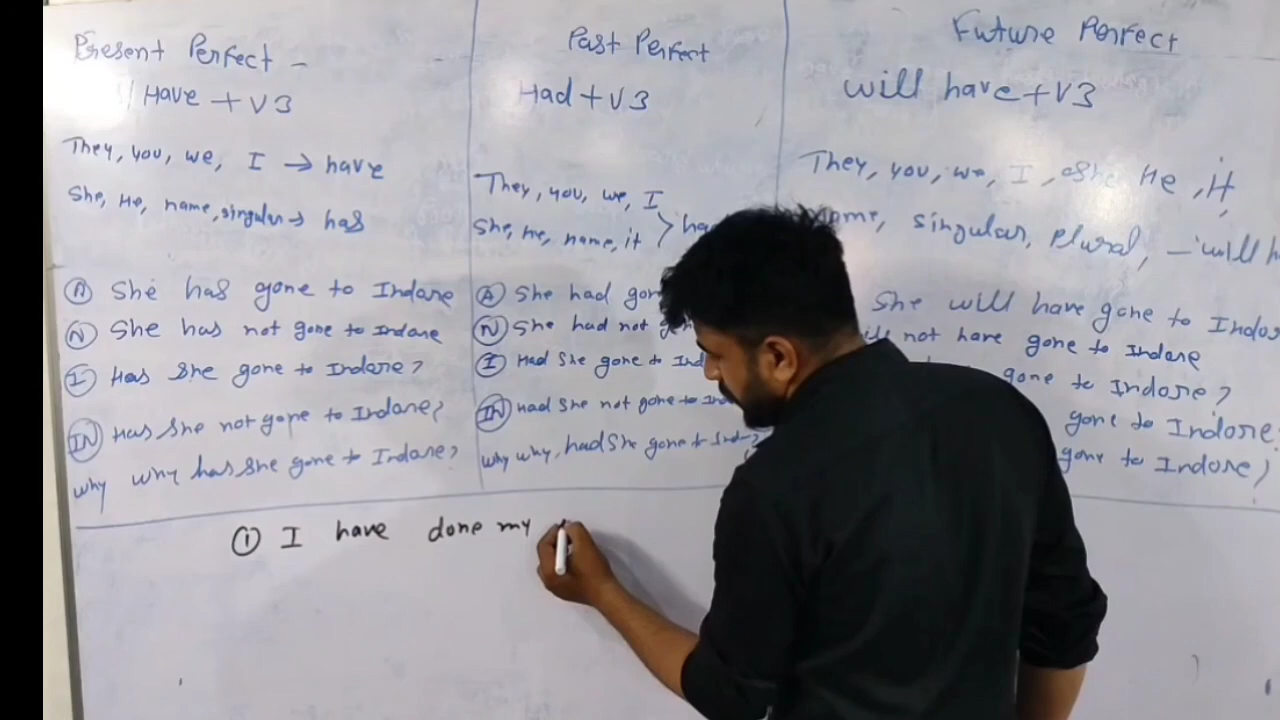 Present Perfect -
Have + V3
They, you, we, I → have
She, He, name, singular → has
(A) She has gone to Indore
(N) She has not gone to Indore
(I) Has she gone to Indore?
(IN) Has she not gone to Indore?
why why has she gone to Indore?
Past Perfect
Had + V3
They, you, we, I
She, He, name, it
(A) She had
(N) She had not
(I) Had she gone to
(IN) Had she not gone to
why why, had she gone to
Future Perfect
will have + V3
They, you, we, I, She He, it,
singular, Plural, - will
She will have gone to
not have gone to Indore
gone to Indore?
gone to Indore
gone to Indore?
① I have done my